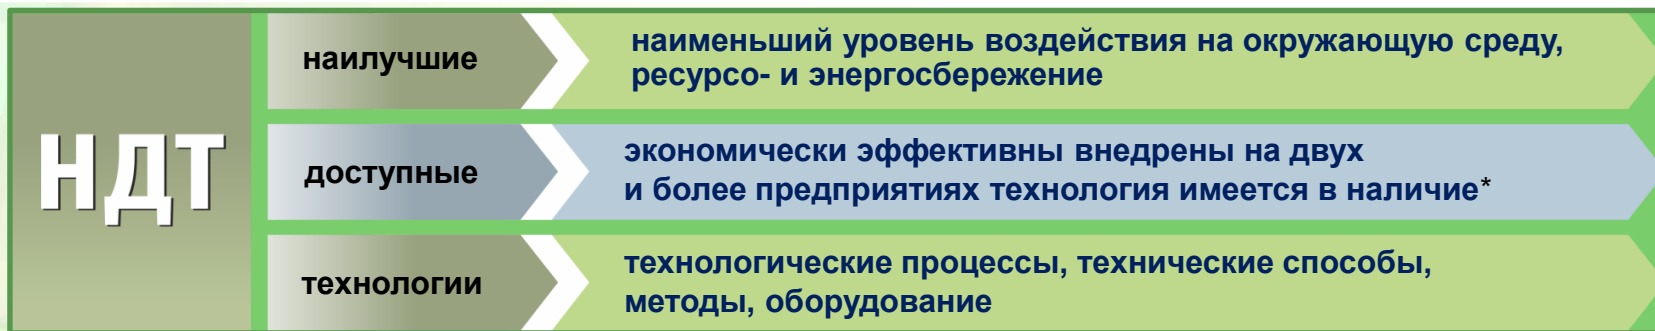 НДТ
наилучшие
наименьший уровень воздействия на окружающую среду,
ресурсо- и энергосбережение
доступные
экономически эффективны внедрены на двух
и более предприятиях технология имеется в наличие*
технологии
технологические процессы, технические способы,
методы, оборудование